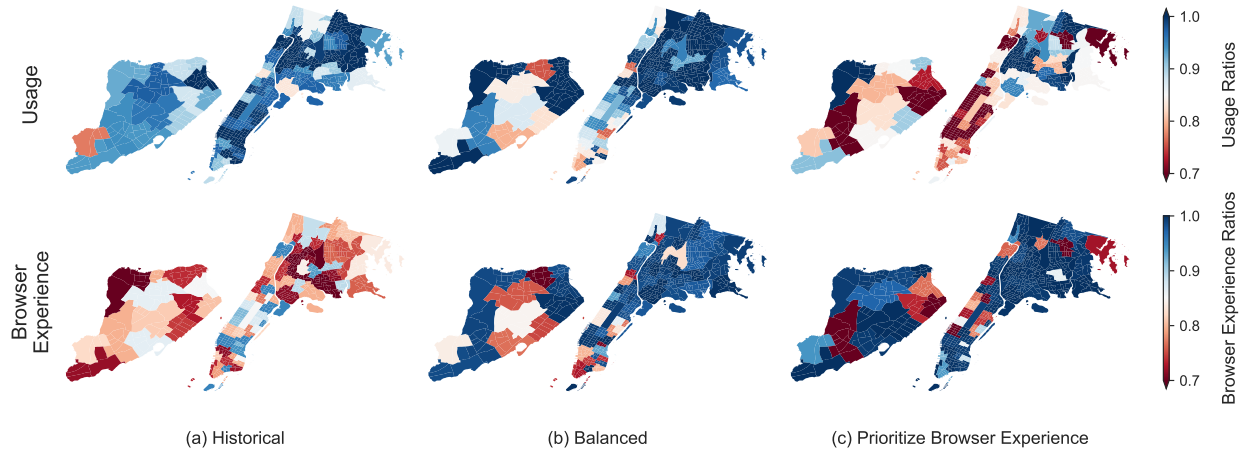 Usage
1.0
0.9
0.8
0.7
Usage Ratios
Browser
Experience
1.0
0.9
0.8
0.7
Browser Experience Ratios
(a) Historical
(b) Balanced
(c) Prioritize Browser Experience